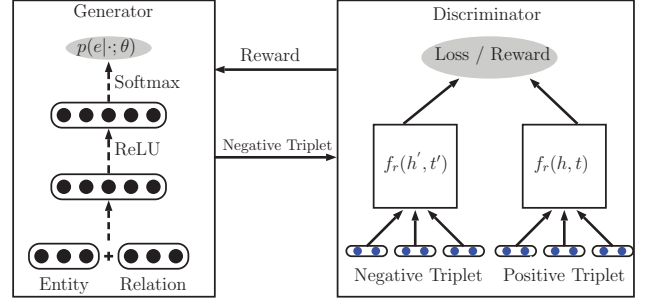 Generator
p(e|·; θ)
Softmax
ReLU
+
Entity
Relation
Reward
Negative Triplet
Discriminator
Loss / Reward
f_r(h′, t′)
f_r(h, t)
Negative Triplet
Positive Triplet